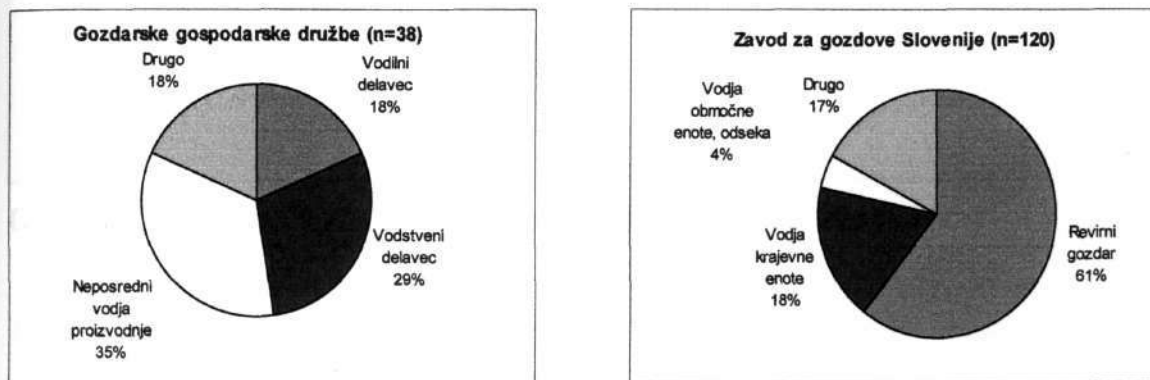 Gozdarske gospodarske družbe (n=38)
Drugo
18%
Vodilni
delavec
18%
Vodstveni
delavec
29%
Neposredni
vodja
proizvodnje
35%
Zavod za gozdove Slovenije (n=120)
Vodja
območne
enote, odseka
4%
Drugo
17%
Vodja
krajevne
enote
18%
Revirni
gozdar
61%